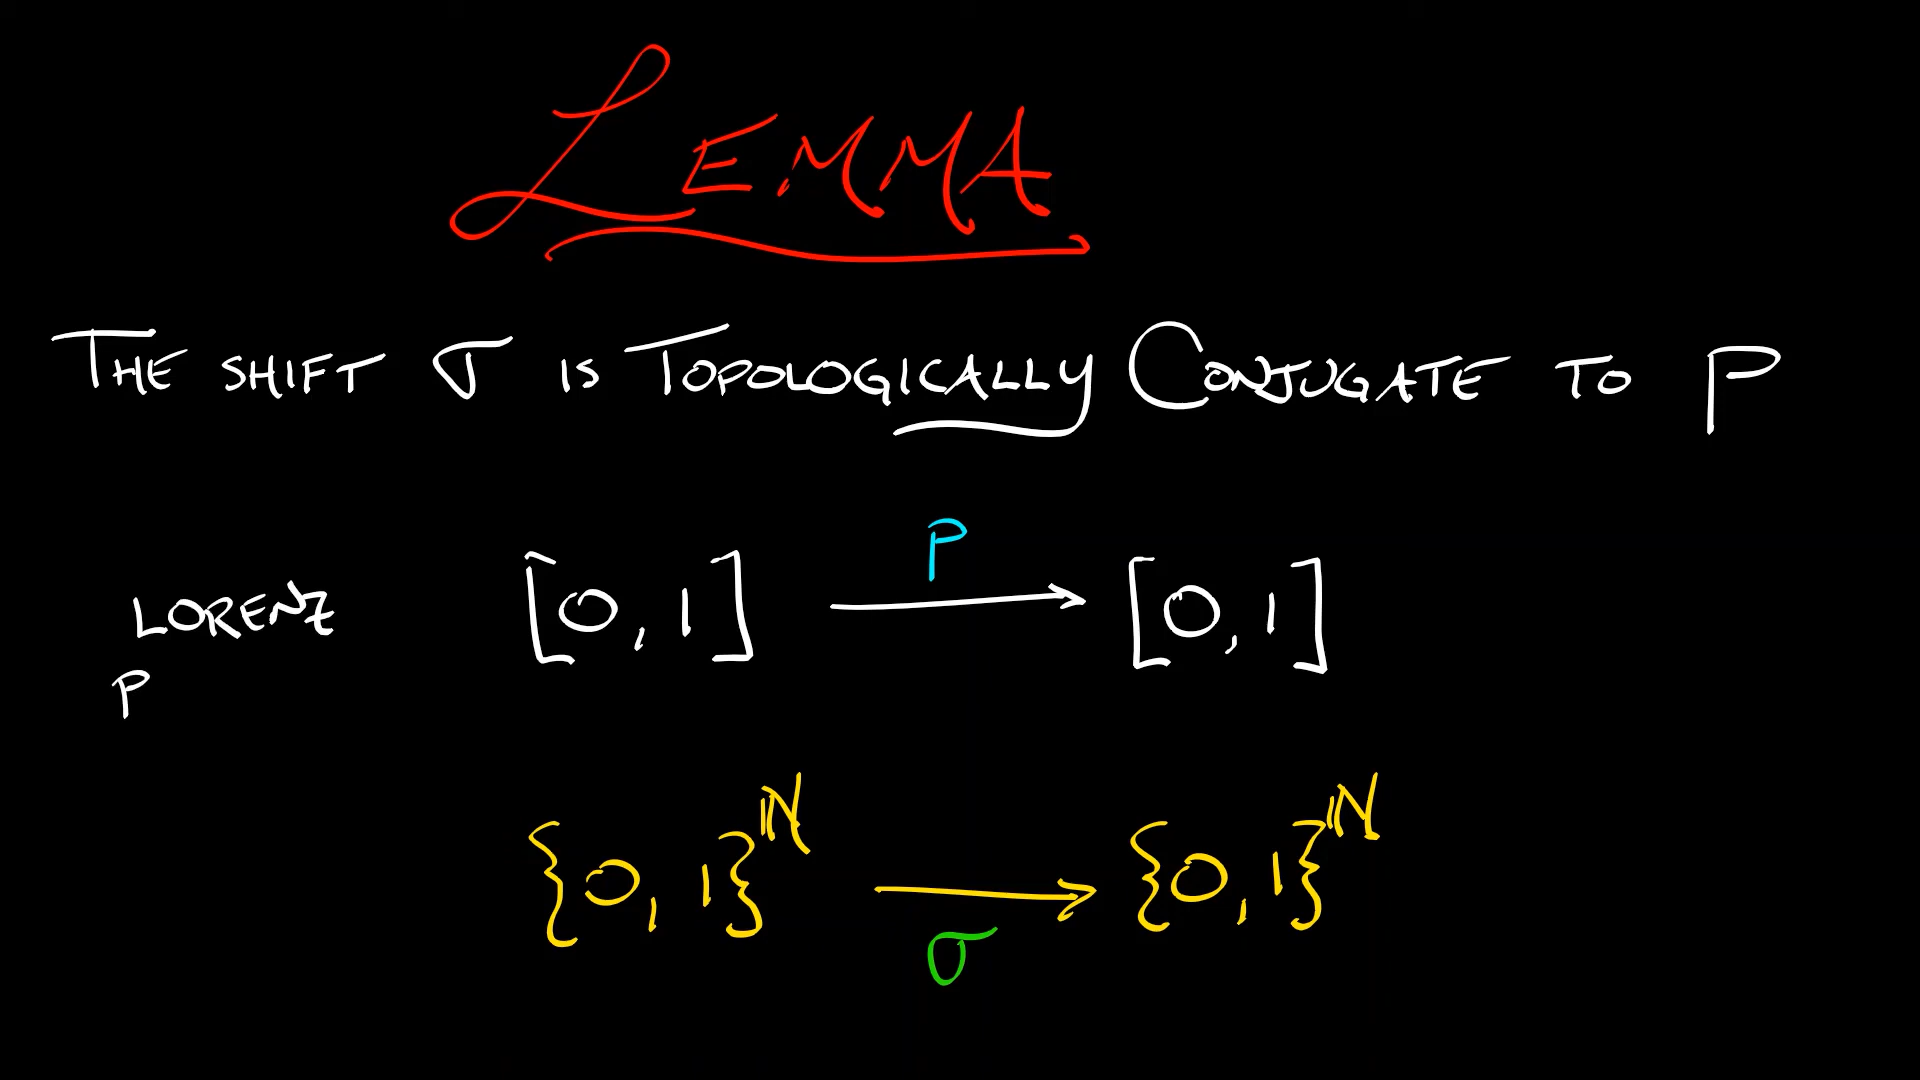 LEMMA
THE SHIFT σ IS TOPOLOGICALLY CONJUGATE TO P
P
LORENZ [0, 1] → [0, 1]
P
{0, 1}^ℕ → {0, 1}^ℕ
σ